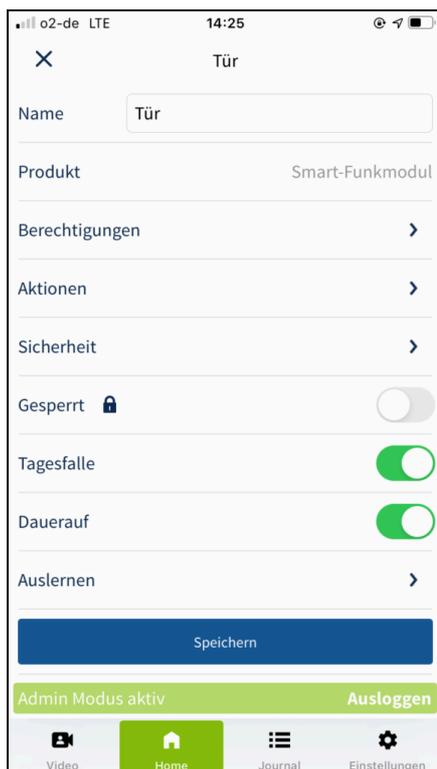 o2-de LTE 14:25
Tür
Name Tür
Produkt Smart-Funkmodul
Berechtigungen
Aktionen
Sicherheit
Gesperrt
Tagesfalle
Dauerauf
Auslernen
Speichern
Admin Modus aktiv Ausloggen
Video Home Journal Einstellungen